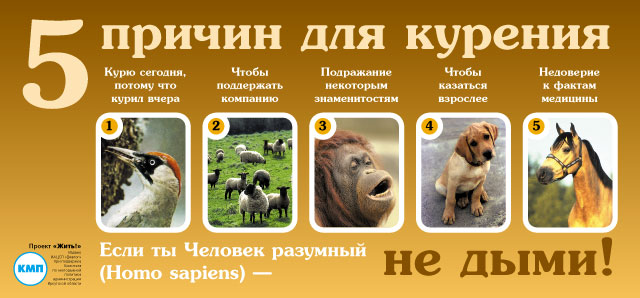 5 причин для курения
Курю сегодня,
потому что
курил вчера
Чтобы
поддержать
компанию
Подражание
некоторым
знаменитостям
Чтобы
казаться
взрослее
Недоверие
к фактам
медицины
1
2
3
4
5
Проект «Жить!»
КМП
Если ты Человек разумный
(Homo sapiens) —
не дыми!